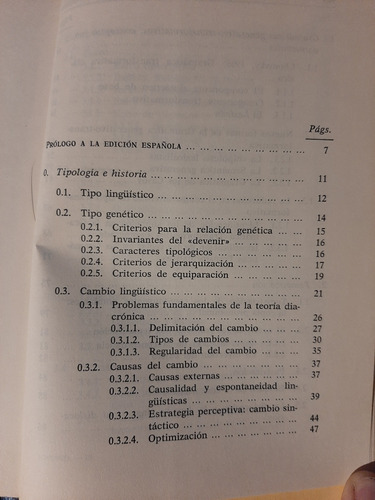 Págs.
PRÓLOGO A LA EDICIÓN ESPAÑOLA ... ... ... ... ... ... ... ... 7
0. Tipología e historia ... ... ... ... ... ... ... ... ... ... 11
0.1. Tipo lingüístico ... ... ... ... ... ... ... ... ... ... 12
0.2. Tipo genético ... ... ... ... ... ... ... ... ... ... 14
0.2.1. Criterios para la relación genética ... ... ... 15
0.2.2. Invariantes del «devenir» ... ... ... ... ... ... 16
0.2.3. Caracteres tipológicos ... ... ... ... ... ... ... 16
0.2.4. Criterios de jerarquización ... ... ... ... ... 17
0.2.5. Criterios de equiparación ... ... ... ... ... ... 19
0.3. Cambio lingüístico ... ... ... ... ... ... ... ... ... 21
0.3.1. Problemas fundamentales de la teoría dia-
crónica ... ... ... ... ... ... ... ... ... ... 26
0.3.1.1. Delimitación del cambio ... ... ... ... 27
0.3.1.2. Tipos de cambios ... ... ... ... ... ... 30
0.3.1.3. Regularidad del cambio ... ... ... ... 35
0.3.2. Causas del cambio ... ... ... ... ... ... ... ... 37
0.3.2.1. Causas externas ... ... ... ... ... ... 37
0.3.2.2. Causalidad y espontaneidad lin-
güísticas ... ... ... ... ... ... ... ... 39
0.3.2.3. Estrategia perceptiva: cambio sin-
táctico ... ... ... ... ... ... ... ... ... 44
0.3.2.4. Optimización ... ... ... ... ... ... ... 47